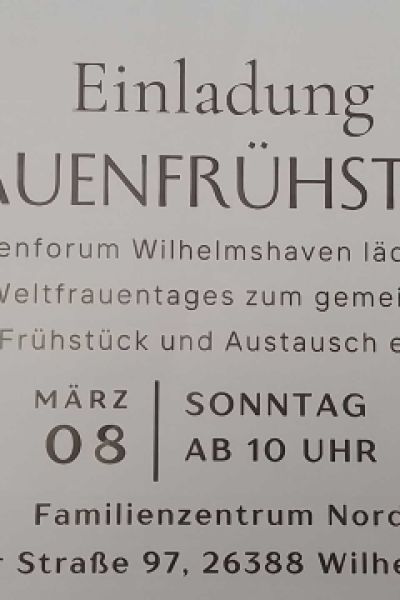 Einladung
AUENFRÜHST
enforum Wilhelmshaven läd
Weltfrauentages zum gemei
Frühstück und Austausch e
MÄRZ
08
SONNTAG
AB 10 UHR
Familienzentrum Nord
r Straße 97, 26388 Wilhe